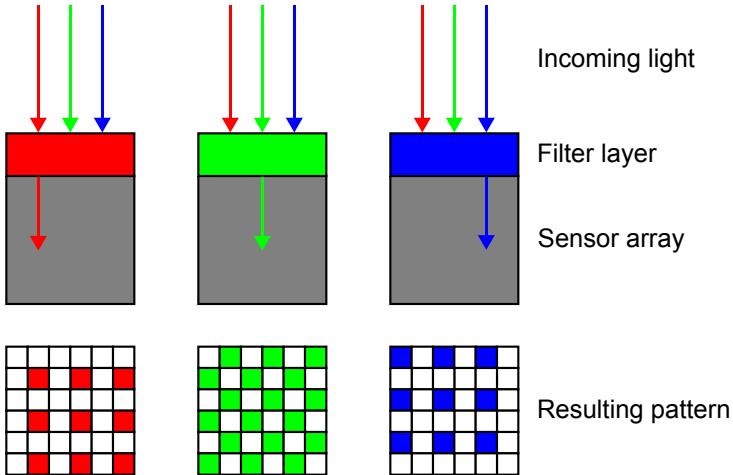 Incoming light
Filter layer
Sensor array
Resulting pattern